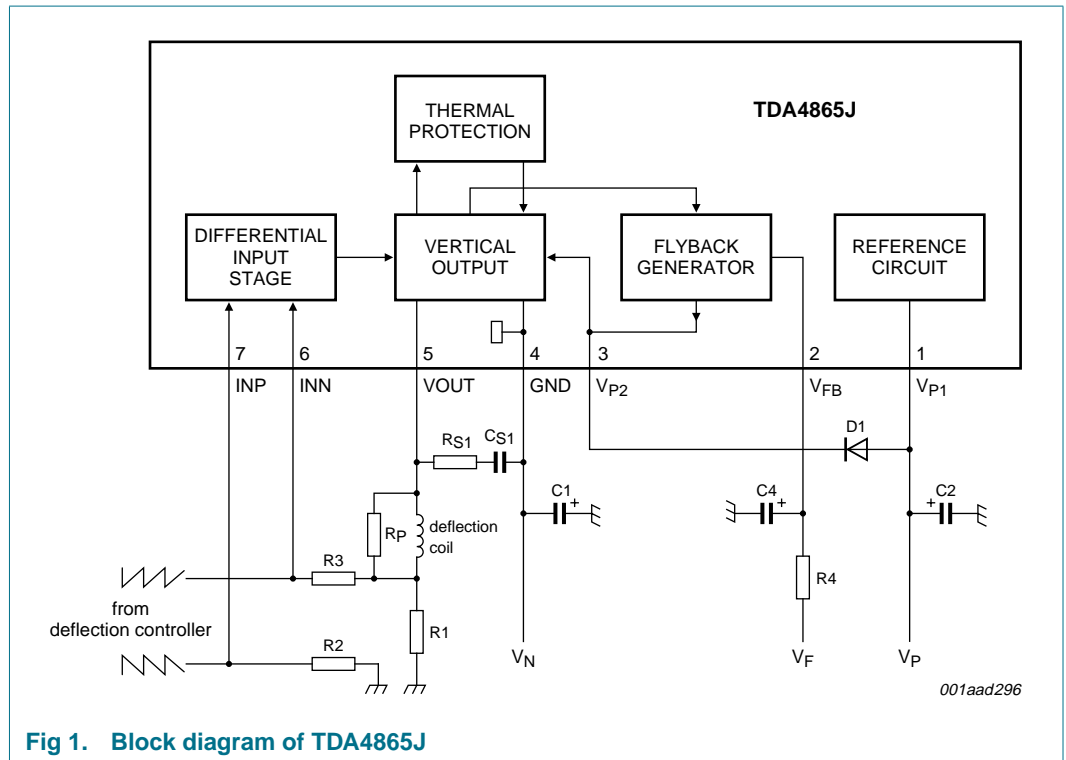 TDA4865J
THERMAL
PROTECTION
DIFFERENTIAL
INPUT
STAGE
VERTICAL
OUTPUT
FLYBACK
GENERATOR
REFERENCE
CIRCUIT
7
6
5
4
3
2
1
INP
INN
VOUT
GND
VP2
VFB
VP1
D1
RS1
CS1
C1
+
C4
+
+
C2
RP
deflection
coil
R3
R4
from
deflection controller
R1
R2
VN
VF
VP
001aad296
Fig 1. Block diagram of TDA4865J